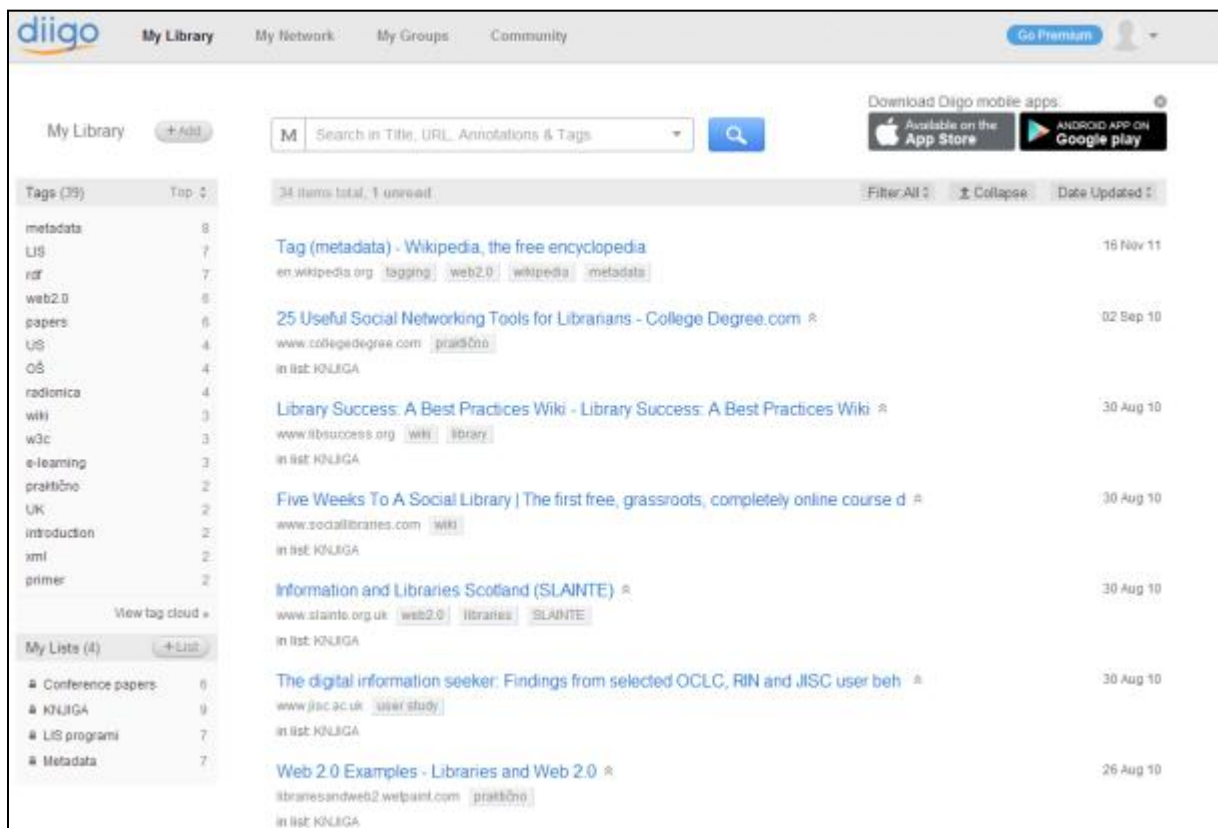 diigo My Library My Network My Groups Community Go Premium
Download Diigo mobile apps:
My Library + Add M Search in Title, URL, Annotations & Tags Available on the App Store ANDROID APP ON Google play
Tags (39) Top 34 items total, 1 unread Filter:All Collapse Date Updated
metadata
LIS 7
rdf 7
web2.0 6
papers 6
US 4
OŠ 4
radionica 4
wiki 3
w3c 3
e-learning 3
praktično 2
UK 2
introduction 2
xml 2
primer 2
View tag cloud »
My Lists (4) + List
Conference papers 6
KNJIGA 9
LIS programi 7
Metadata 7
Tag (metadata) - Wikipedia, the free encyclopedia 16 Nov 11
en.wikipedia.org tagging web2.0 wikipedia metadata
25 Useful Social Networking Tools for Librarians - College Degree.com 02 Sep 10
www.collegedegree.com praktično
in list: KNJIGA
Library Success: A Best Practices Wiki - Library Success: A Best Practices Wiki 30 Aug 10
www.libsuccess.org wiki library
in list: KNJIGA
Five Weeks To A Social Library | The first free, grassroots, completely online course d 30 Aug 10
www.sociallibraries.com wiki
in list: KNJIGA
Information and Libraries Scotland (SLAINTE) 30 Aug 10
www.slainte.org.uk web2.0 libraries SLAINTE
in list: KNJIGA
The digital information seeker: Findings from selected OCLC, RIN and JISC user beh 30 Aug 10
www.jisc.ac.uk user study
in list: KNJIGA
Web 2.0 Examples - Libraries and Web 2.0 26 Aug 10
librariesandweb2.wetpaint.com praktično
in list: KNJIGA